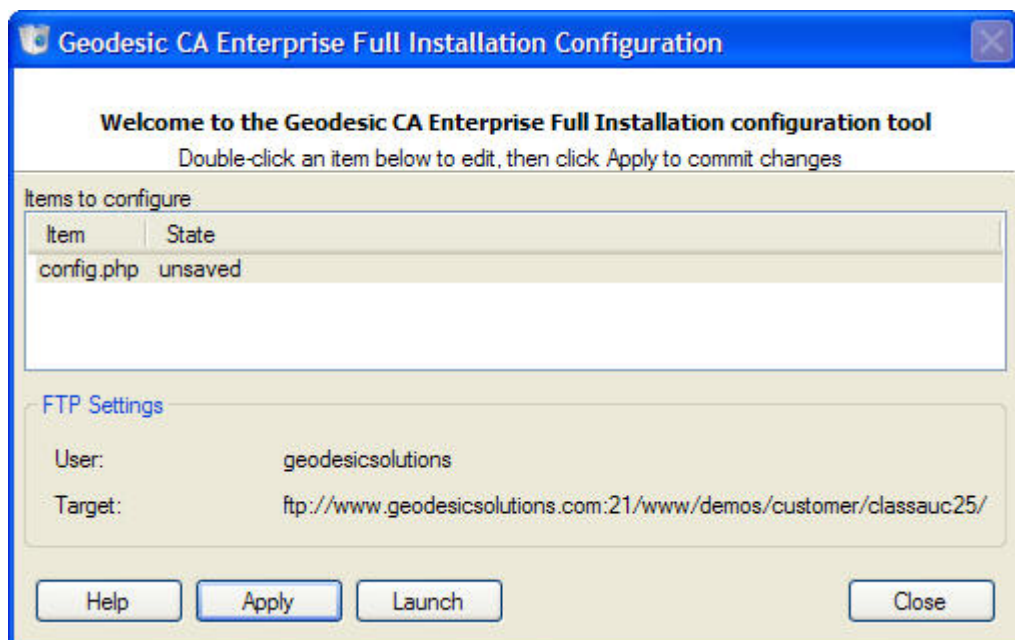 Geodesic CA Enterprise Full Installation Configuration
Welcome to the Geodesic CA Enterprise Full Installation configuration tool
Double-click an item below to edit, then click Apply to commit changes
Items to configure
Item State
config.php unsaved
FTP Settings
User: geodesicsolutions
Target: ftp://www.geodesicsolutions.com:21/www/demos/customer/classauc25/
Help Apply Launch Close